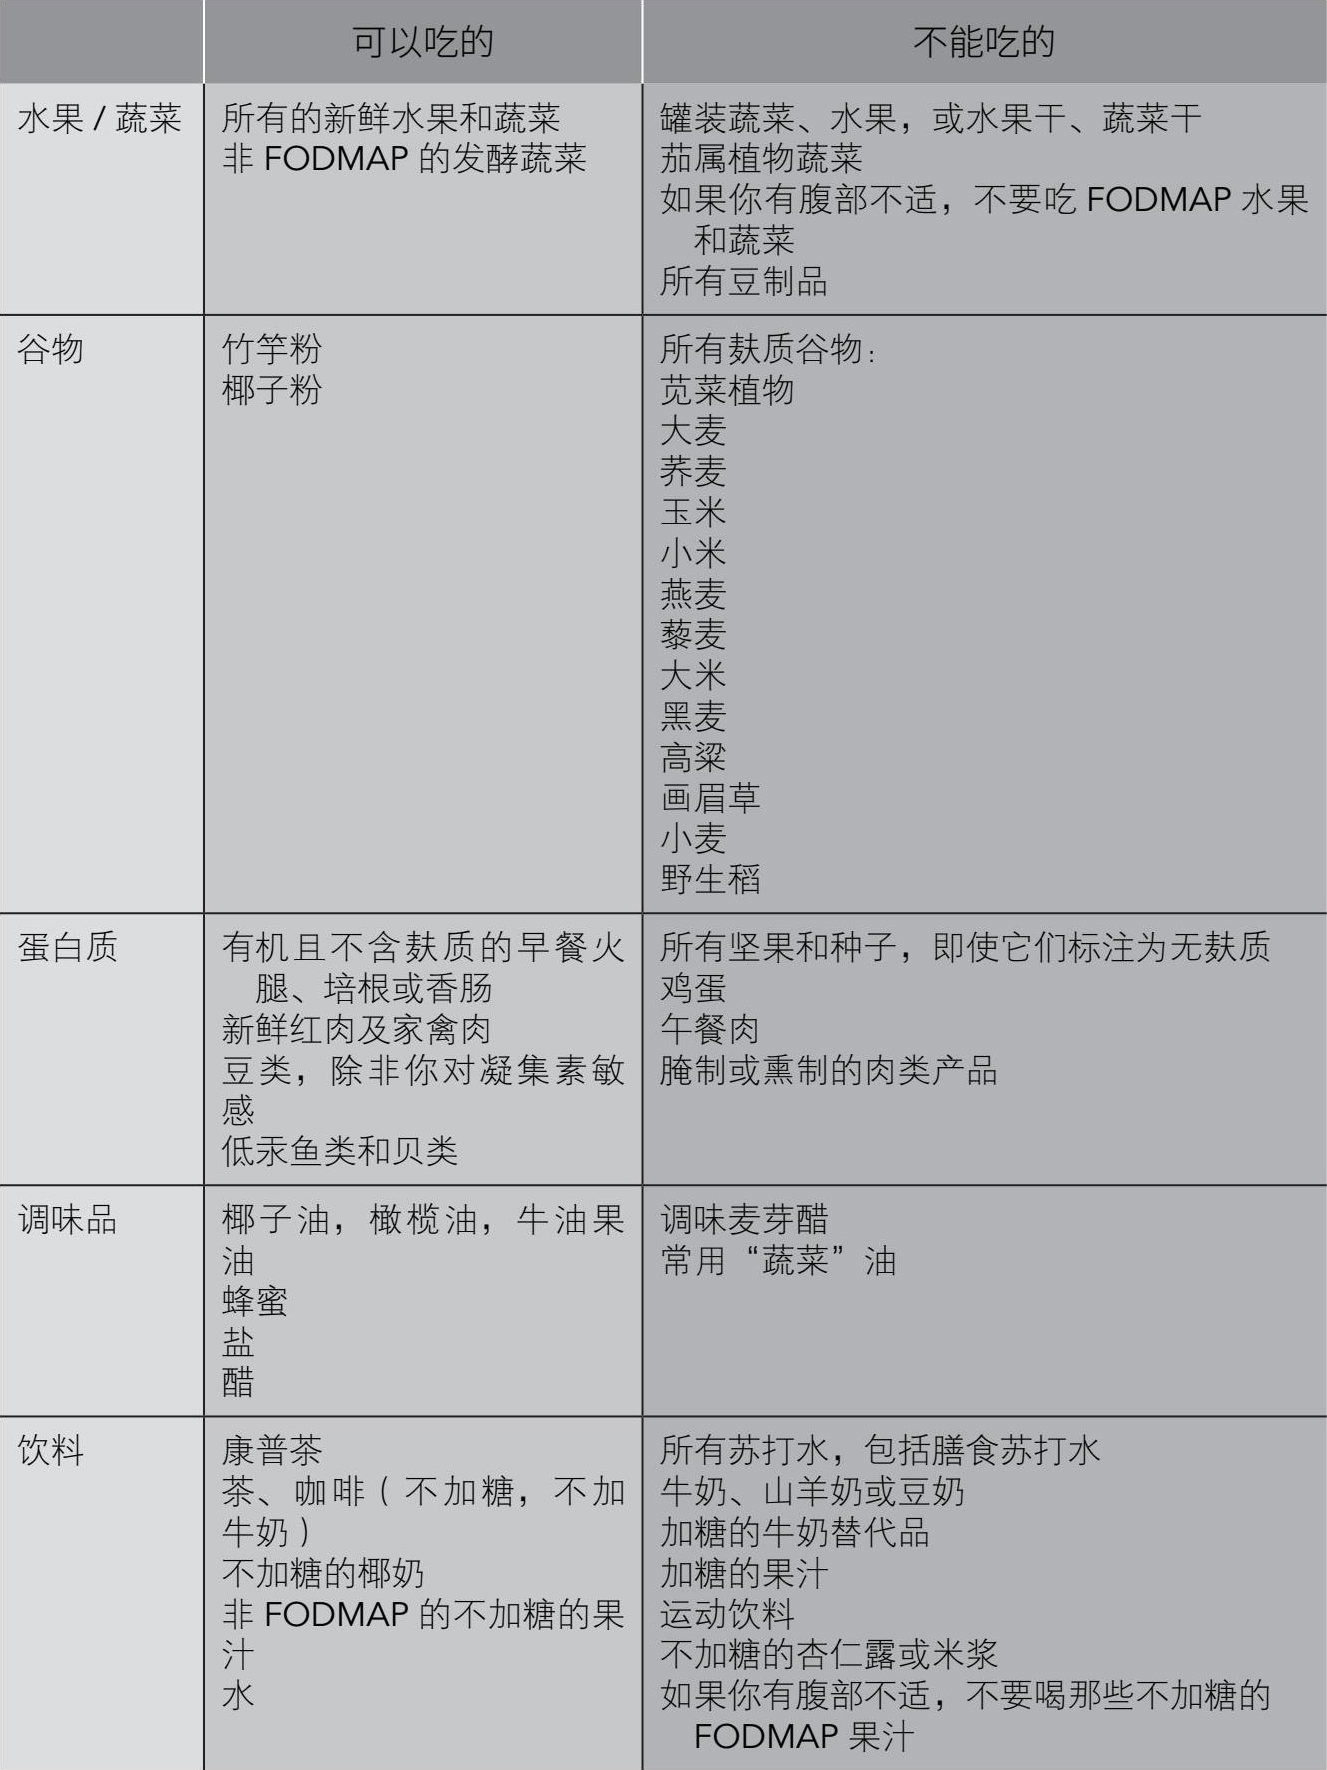 可以吃的
不能吃的
水果 / 蔬菜
所有的新鲜水果和蔬菜
非 FODMAP 的发酵蔬菜
罐装蔬菜、水果，或水果干、蔬菜干
茄属植物蔬菜
如果你有腹部不适，不要吃 FODMAP 水果
和蔬菜
所有豆制品
谷物
竹竽粉
椰子粉
所有麸质谷物：
苋菜植物
大麦
荞麦
玉米
小米
燕麦
藜麦
大米
黑麦
高粱
画眉草
小麦
野生稻
蛋白质
有机且不含麸质的早餐火
腿、培根或香肠
新鲜红肉及家禽肉
豆类，除非你对凝集素敏
感
低汞鱼类和贝类
所有坚果和种子，即使它们标注为无麸质
鸡蛋
午餐肉
腌制或熏制的肉类产品
调味品
椰子油，橄榄油，牛油果
油
蜂蜜
盐
醋
调味麦芽醋
常用“蔬菜”油
饮料
康普茶
茶、咖啡（不加糖，不加
牛奶）
不加糖的椰奶
非 FODMAP 的不加糖的果
汁
水
所有苏打水，包括膳食苏打水
牛奶、山羊奶或豆奶
加糖的牛奶替代品
加糖的果汁
运动饮料
不加糖的杏仁露或米浆
如果你有腹部不适，不要喝那些不加糖的
FODMAP 果汁